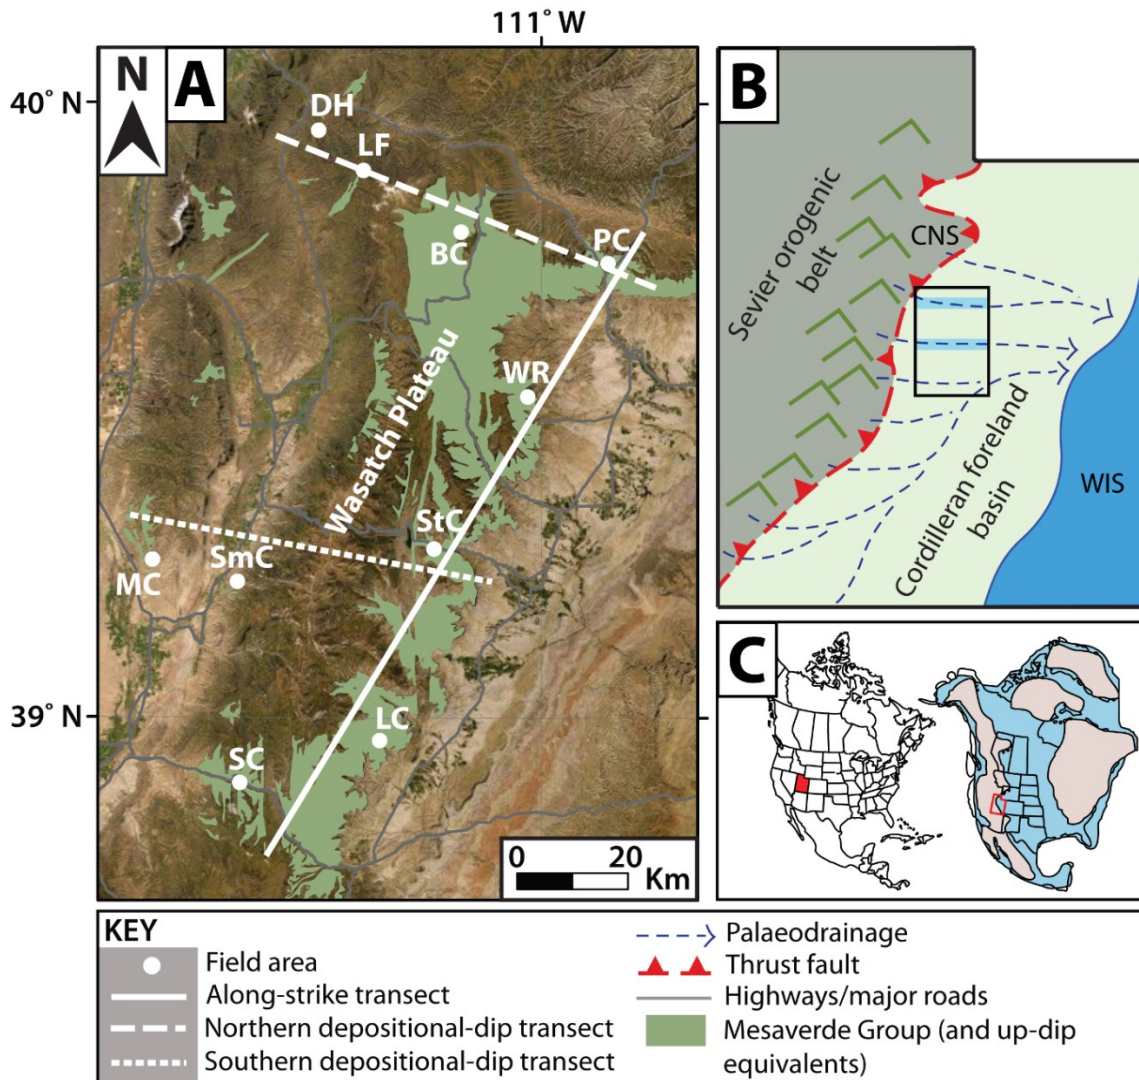 111° W
N
A
40° N
DH
LF
BC
PC
WR
Wasatch Plateau
StC
SmC
MC
39° N
LC
SC
0 20
Km
B
Sevier orogenic
belt
CNS
Cordilleran foreland
basin
WIS
C
KEY
Field area
Along-strike transect
Northern depositional-dip transect
Southern depositional-dip transect
Palaeodrainage
Thrust fault
Highways/major roads
Mesaverde Group (and up-dip
equivalents)